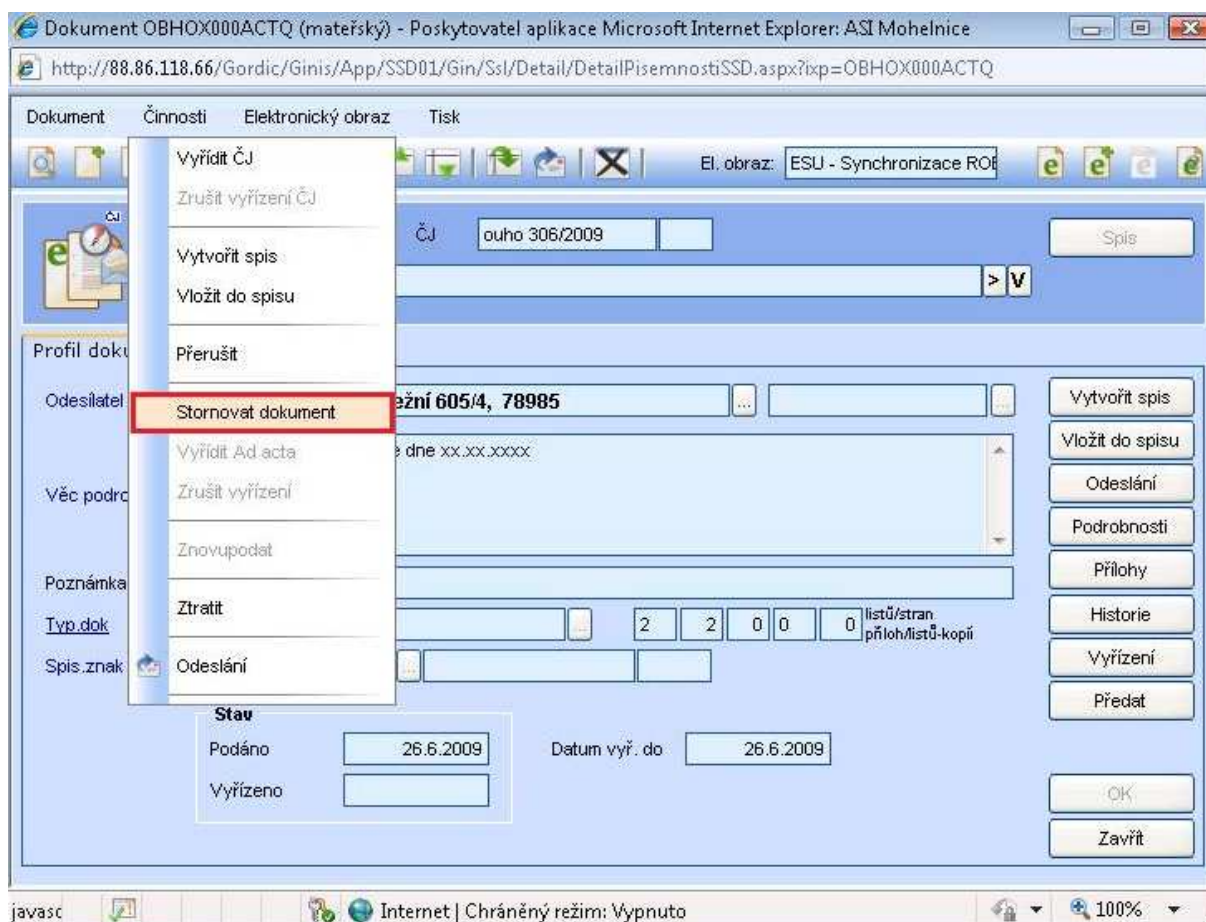 Dokument OBHOX000ACTQ (mateřský) - Poskytovatel aplikace Microsoft Internet Explorer: ASI Mohelnice
http://88.86.118.66/Gordic/Ginis/App/SSD01/Gin/Ssl/Detail/DetailPisemnostiSSD.aspx?ixp=OBHOX000ACTQ
Dokument Činnosti Elektronický obraz Tisk
El. obraz: ESU - Synchronizace ROB
Vyřídit ČJ
Zrušit vyřízení ČJ
Vytvořit spis
Vložit do spisu
Přerušit
Stornovat dokument
Vyřídit Ad acta
Zrušit vyřízení
Znovupodat
Ztratit
Odeslání
ČJ
ČJ ouho 306/2009 Spis
> V
Profil doku
Odesílatel ežní 605/4, 78985 ... ...
e dne xx.xx.xxxx
Věc podro
Poznámka
Typ.dok ... 2 2 0 0 0 listů/stran
příloh/listů-kopií
Spis.znak ...
Stav
Podáno 26.6.2009 Datum vyř. do 26.6.2009
Vyřízeno
Vytvořit spis
Vložit do spisu
Odeslání
Podrobnosti
Přílohy
Historie
Vyřízení
Předat
OK
Zavřít
javasc Internet | Chráněný režim: Vypnuto 100%